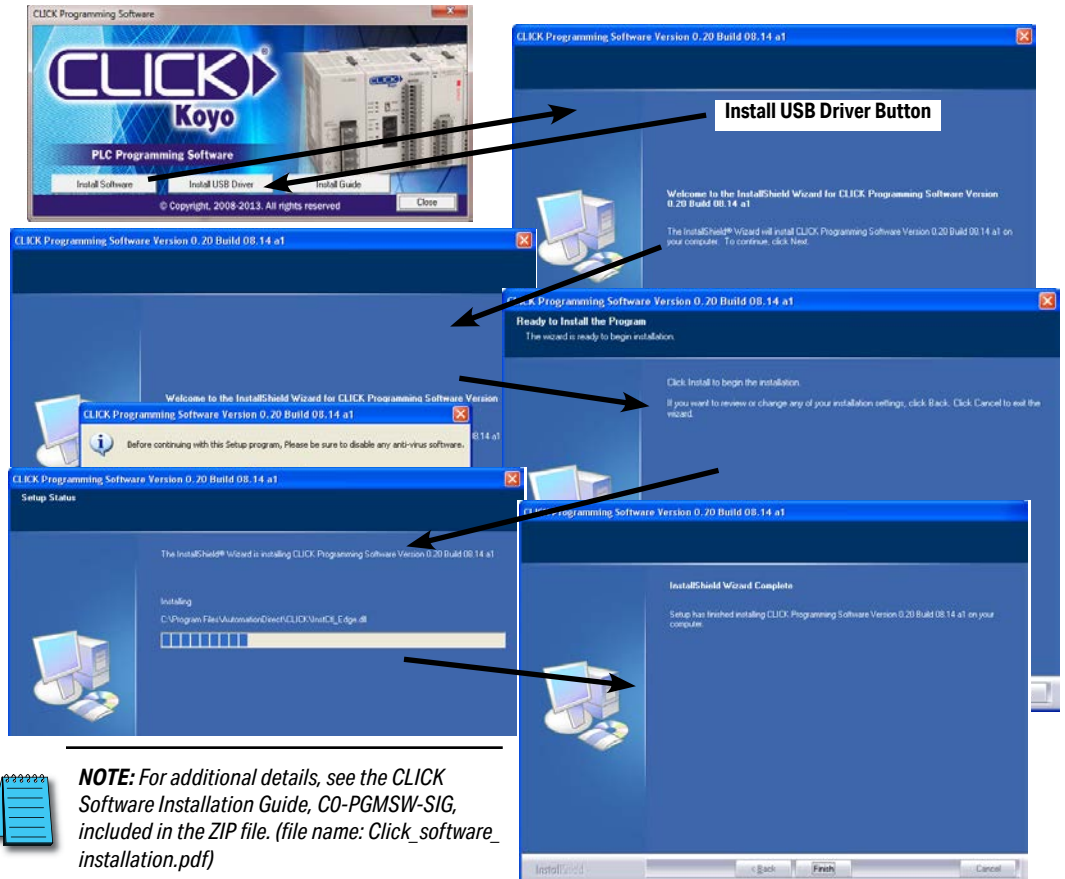 CLICK Programming Software
CLICK®
Koyo
PLC Programming Software
Install Software
Install USB Driver
Install Guide
© Copyright, 2008-2013. All rights reserved
Close
CLICK Programming Software Version 0.20 Build 08.14 a1
Install USB Driver Button
Welcome to the InstallShield Wizard for CLICK Programming Software Version
0.20 Build 08.14 a1
The InstallShield® Wizard will install CLICK Programming Software Version 0.20 Build 08.14 a1 on
your computer. To continue, click Next.
CLICK Programming Software Version 0.20 Build 08.14 a1
Welcome to the InstallShield Wizard for CLICK Programming Software Version
8.14 a1
CLICK Programming Software Version 0.20 Build 08.14 a1
Before continuing with this Setup program, Please be sure to disable any anti-virus software.
CLICK Programming Software Version 0.20 Build 08.14 a1
Ready to Install the Program
The wizard is ready to begin installation.
Click Install to begin the installation.
If you want to review or change any of your installation settings, click Back. Click Cancel to exit the
wizard.
CLICK Programming Software Version 0.20 Build 08.14 a1
Setup Status
The InstallShield® Wizard is installing CLICK Programming Software Version 0.20 Build 08.14 a1
Installing
C:\Program Files\AutomationDirect\CLICK\InstCtl_Edge.dll
CLICK Programming Software Version 0.20 Build 08.14 a1
InstallShield Wizard Complete
Setup has finished installing CLICK Programming Software Version 0.20 Build 08.14 a1 on your
computer.
InstallShield
< Back
Finish
Cancel
NOTE: For additional details, see the CLICK
Software Installation Guide, C0-PGMSW-SIG,
included in the ZIP file. (file name: Click_software_
installation.pdf)